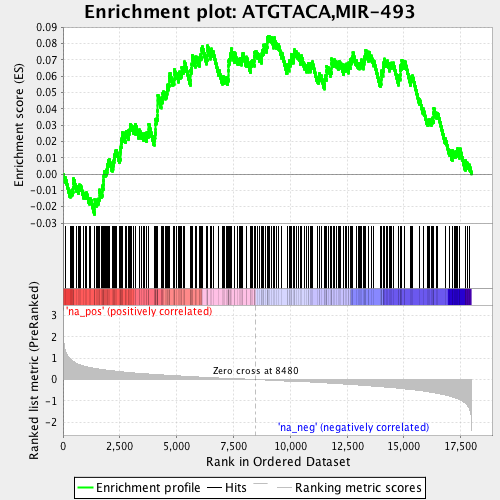 Enrichment plot: ATGTACA,MIR-493
Enrichment score (ES)
0.09
0.08
0.07
0.06
0.05
0.04
0.03
0.02
0.01
0.00
-0.01
-0.02
-0.03
Ranked list metric (PreRanked)
3
2
1
0
-1
-2
'na_pos' (positively correlated)
Zero cross at 8480
'na_neg' (negatively correlated)
0
2,500
5,000
7,500
10,000
12,500
15,000
17,500
Rank in Ordered Dataset
Enrichment profile
Hits
Ranking metric scores